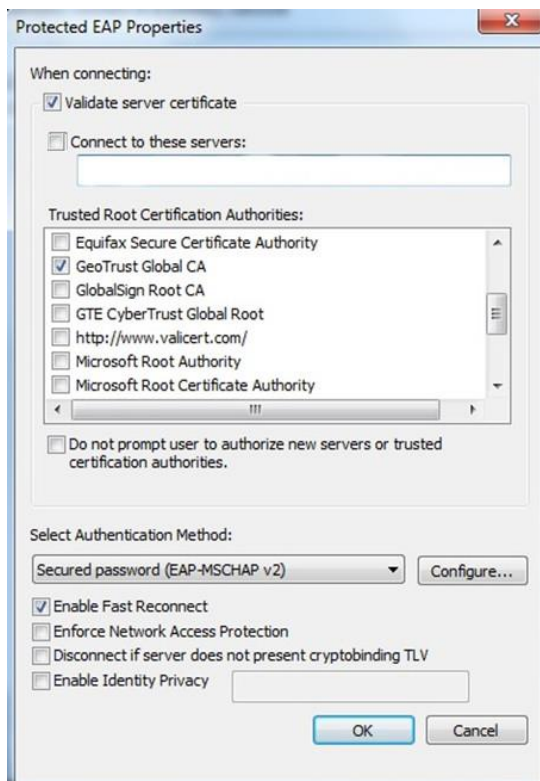 Protected EAP Properties
When connecting:
Validate server certificate
Connect to these servers:
Trusted Root Certification Authorities:
Equifax Secure Certificate Authority
GeoTrust Global CA
GlobalSign Root CA
GTE CyberTrust Global Root
http://www.valicert.com/
Microsoft Root Authority
Microsoft Root Certificate Authority
Do not prompt user to authorize new servers or trusted
certification authorities.
Select Authentication Method:
Secured password (EAP-MSCHAP v2)
Configure...
Enable Fast Reconnect
Enforce Network Access Protection
Disconnect if server does not present cryptobinding TLV
Enable Identity Privacy
OK
Cancel